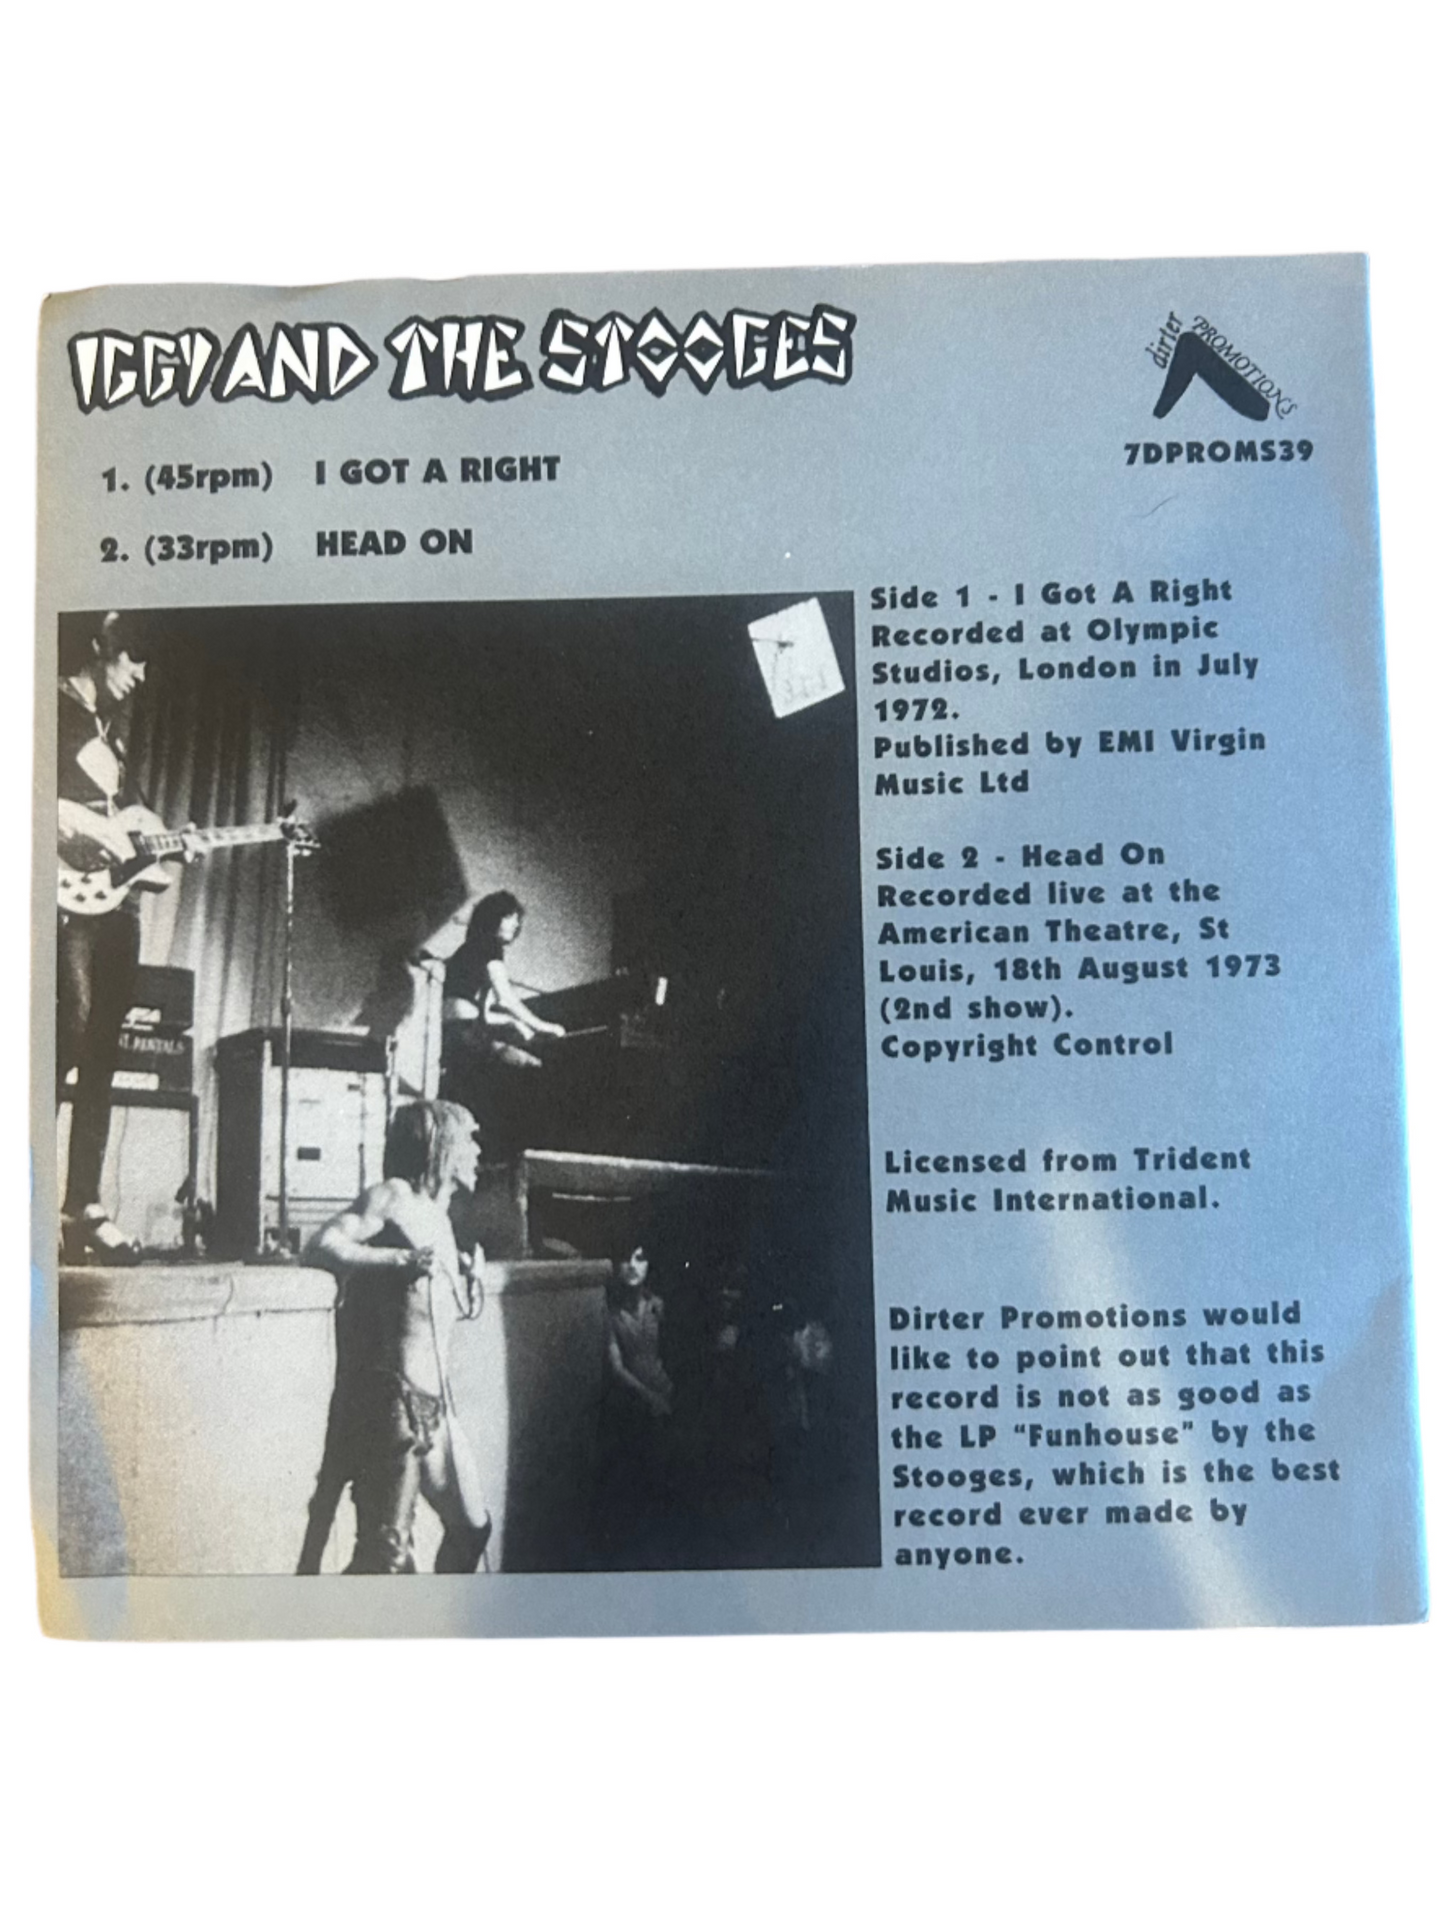 IGGY AND THE STOOGES
dirter PROMOTIONS
7DPROMS39
1. (45rpm) I GOT A RIGHT
2. (33rpm) HEAD ON
Side 1 - I Got A Right
Recorded at Olympic
Studios, London in July
1972.
Published by EMI Virgin
Music Ltd
Side 2 - Head On
Recorded live at the
American Theatre, St
Louis, 18th August 1973
(2nd show).
Copyright Control
Licensed from Trident
Music International.
Dirter Promotions would
like to point out that this
record is not as good as
the LP “Funhouse” by the
Stooges, which is the best
record ever made by
anyone.